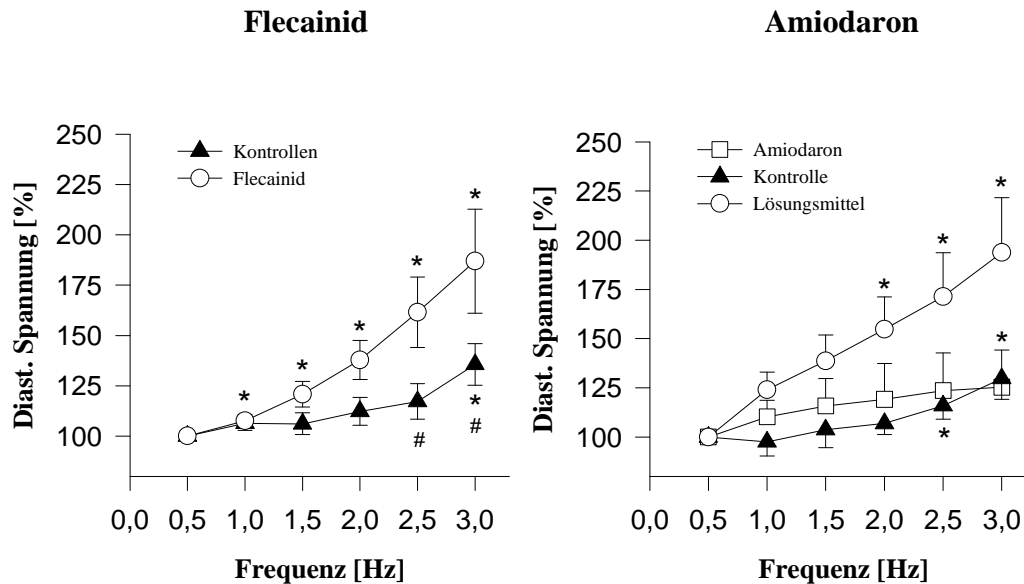 Flecainid
Diast. Spannung [%]
250
225
200
175
150
125
100
Kontrollen
Flecainid
*
*
*
*
*
*
#
#
0,0 0,5 1,0 1,5 2,0 2,5 3,0
Frequenz [Hz]
Amiodaron
Diast. Spannung [%]
250
225
200
175
150
125
100
Amiodaron
Kontrolle
Lösungsmittel
*
*
*
*
*
0,0 0,5 1,0 1,5 2,0 2,5 3,0
Frequenz [Hz]